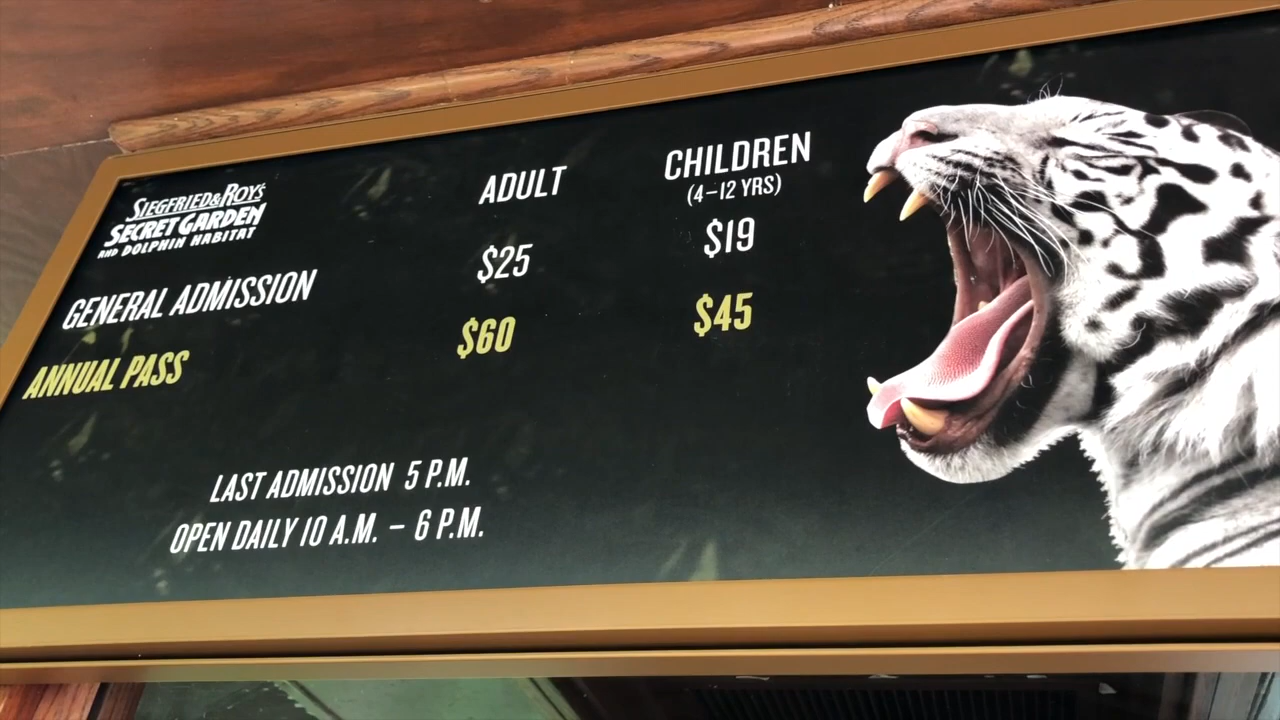 SIEGFRIED & ROY'S
SECRET GARDEN
AND DOLPHIN HABITAT
ADULT
CHILDREN
(4–12 YRS)
GENERAL ADMISSION $25 $19
ANNUAL PASS $60 $45
LAST ADMISSION 5 P.M.
OPEN DAILY 10 A.M. – 6 P.M.